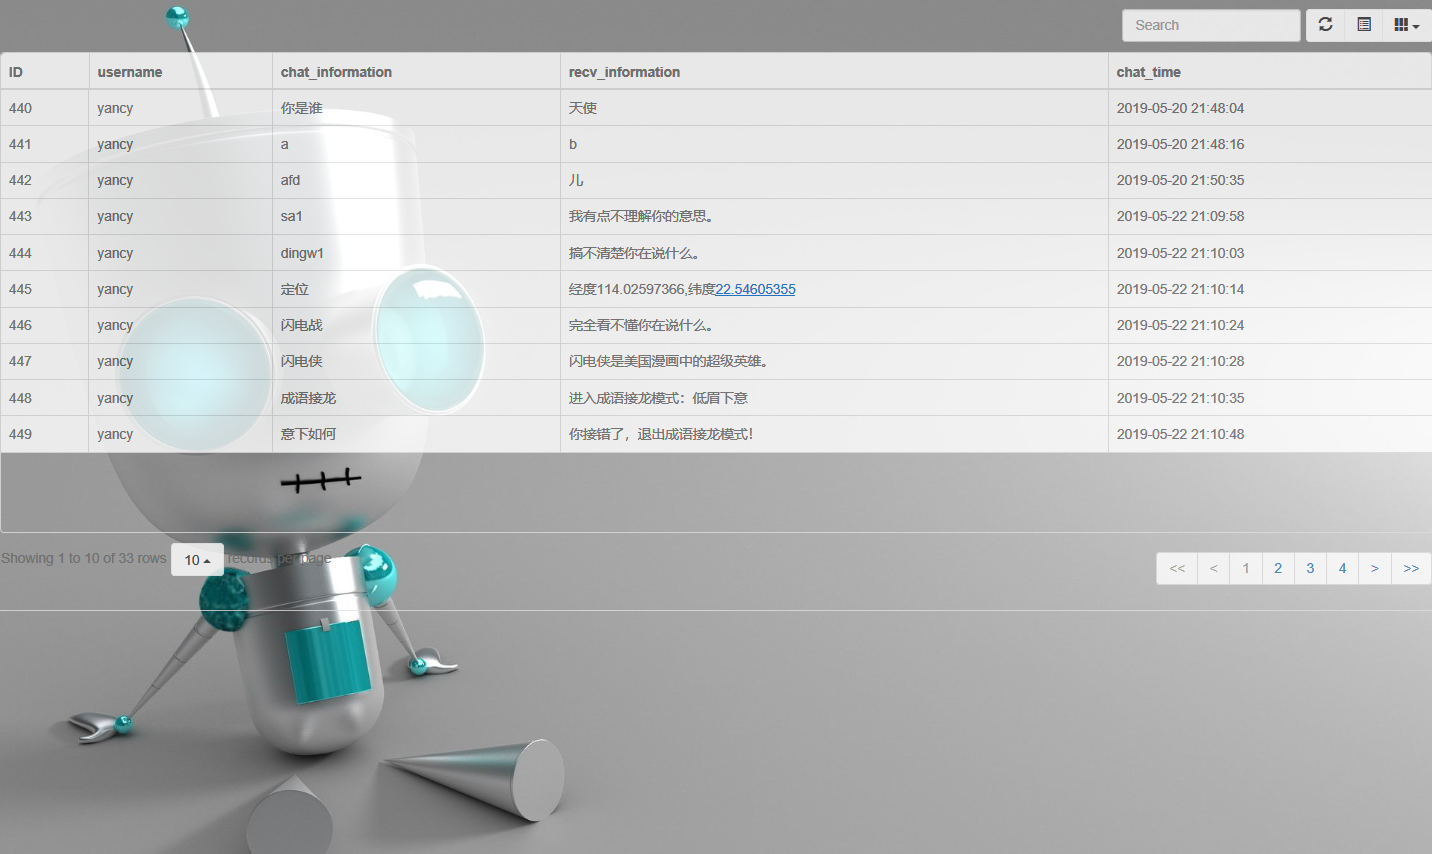 Search
ID username chat_information recv_information chat_time
440 yancy 你是谁 天使 2019-05-20 21:48:04
441 yancy a b 2019-05-20 21:48:16
442 yancy afd 儿 2019-05-20 21:50:35
443 yancy sa1 我有点不理解你的意思。 2019-05-22 21:09:58
444 yancy dingw1 搞不清楚你在说什么。 2019-05-22 21:10:03
445 yancy 定位 经度114.02597366,纬度22.54605355 2019-05-22 21:10:14
446 yancy 闪电战 完全看不懂你在说什么。 2019-05-22 21:10:24
447 yancy 闪电侠 闪电侠是美国漫画中的超级英雄。 2019-05-22 21:10:28
448 yancy 成语接龙 进入成语接龙模式：低眉下意 2019-05-22 21:10:35
449 yancy 意下如何 你接错了，退出成语接龙模式！ 2019-05-22 21:10:48
Showing 1 to 10 of 33 rows 10 records per page
<< < 1 2 3 4 > >>